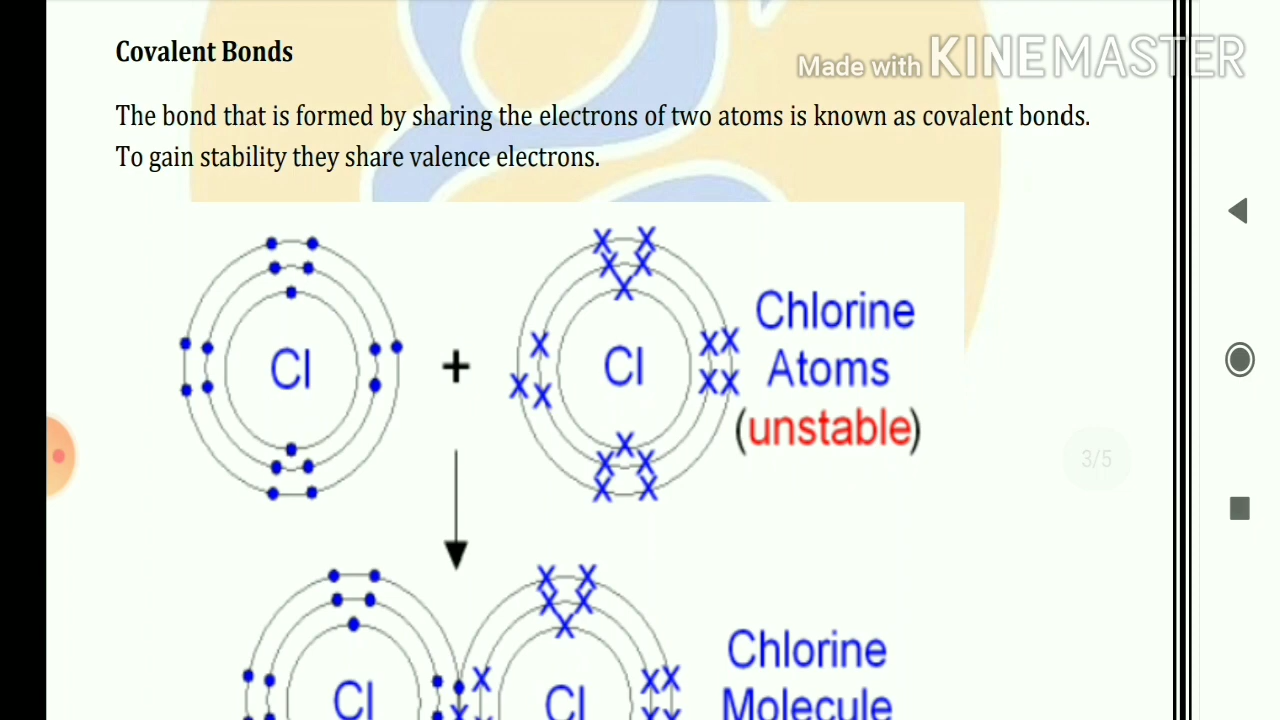 Covalent Bonds
Made with KINEMASTER
The bond that is formed by sharing the electrons of two atoms is known as covalent bonds.
To gain stability they share valence electrons.
Cl
+
Cl
Chlorine
Atoms
(unstable)
3/5
Cl
Cl
Chlorine
Molecule